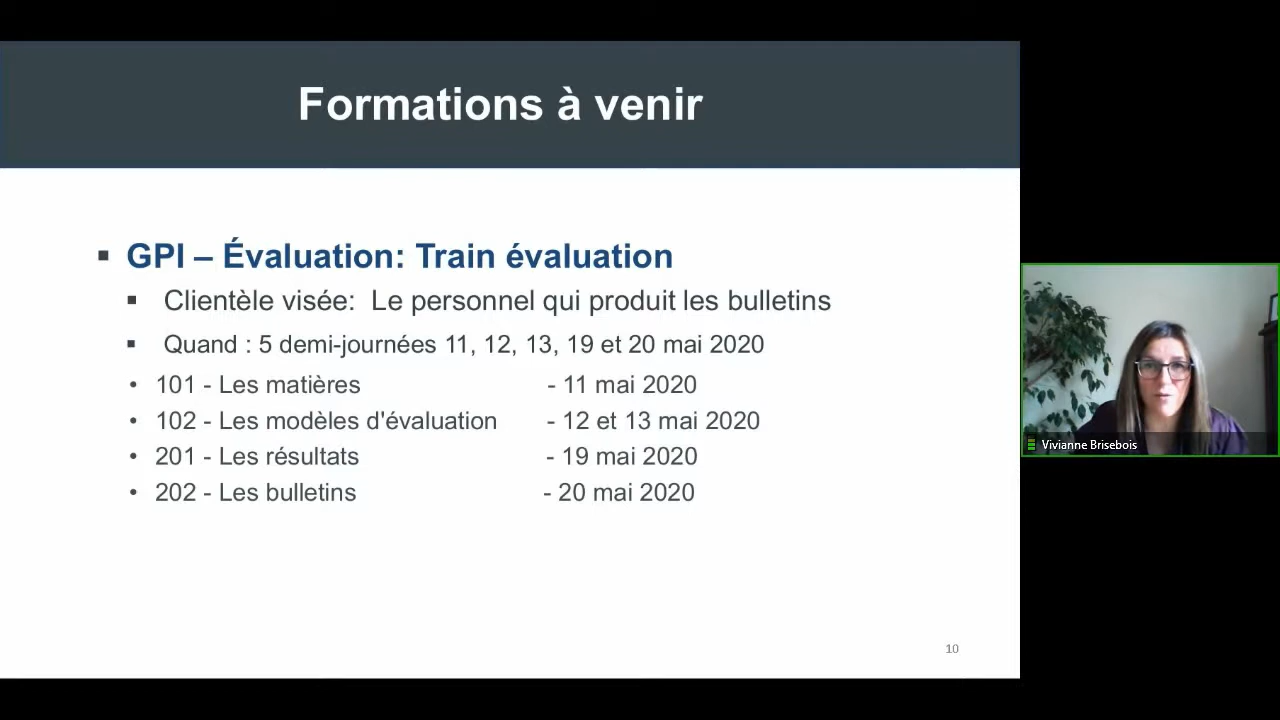 Formations à venir
GPI – Évaluation: Train évaluation
Clientèle visée: Le personnel qui produit les bulletins
Quand : 5 demi-journées 11, 12, 13, 19 et 20 mai 2020
101 - Les matières - 11 mai 2020
102 - Les modèles d'évaluation - 12 et 13 mai 2020
201 - Les résultats - 19 mai 2020
202 - Les bulletins - 20 mai 2020
10
Vivianne Brisebois